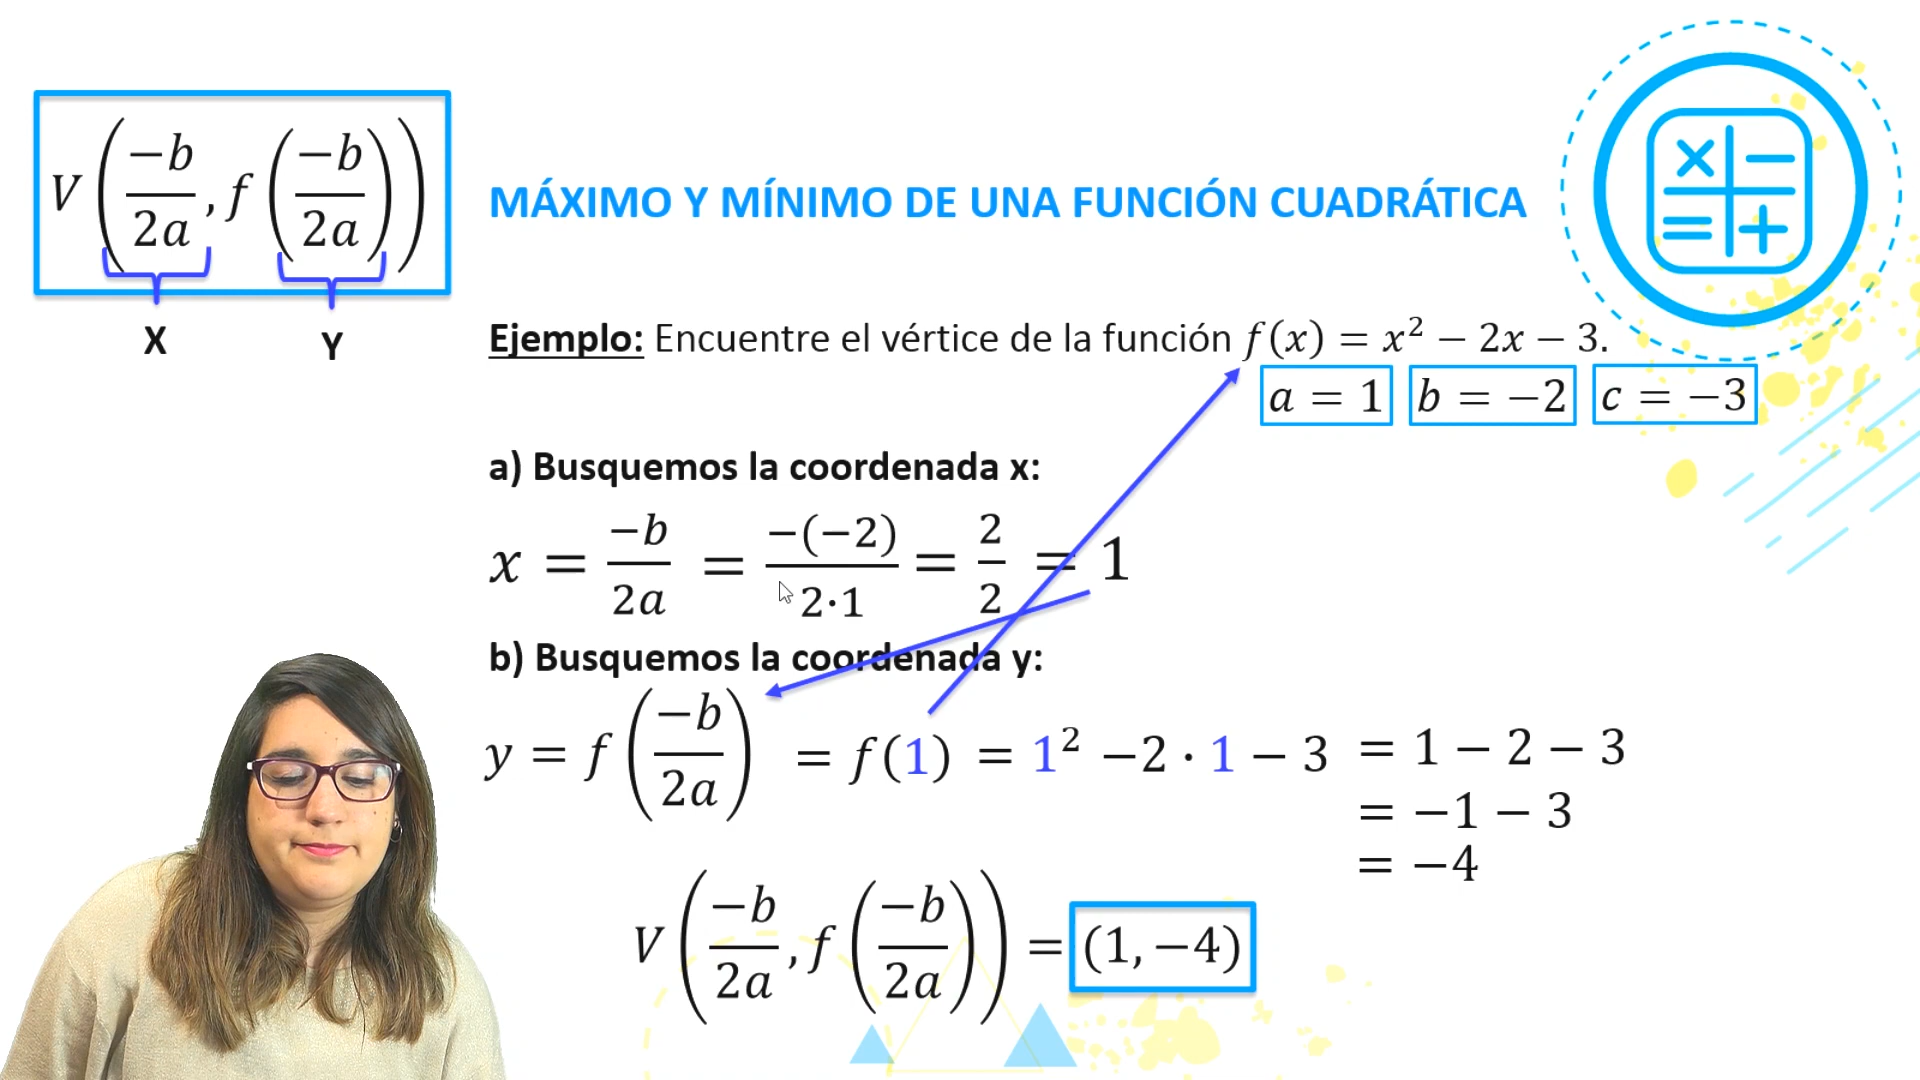 V(−b/2a, f(−b/2a))
X Y
MÁXIMO Y MÍNIMO DE UNA FUNCIÓN CUADRÁTICA
Ejemplo: Encuentre el vértice de la función f(x) = x² − 2x − 3.
a = 1 b = −2 c = −3
a) Busquemos la coordenada x:
x = −b/2a = −(−2)/2·1 = 2/2 = 1
b) Busquemos la coordenada y:
y = f(−b/2a) = f(1) = 1² −2 · 1 − 3 = 1 − 2 − 3
= −1 − 3
= −4
V(−b/2a, f(−b/2a)) = (1, −4)